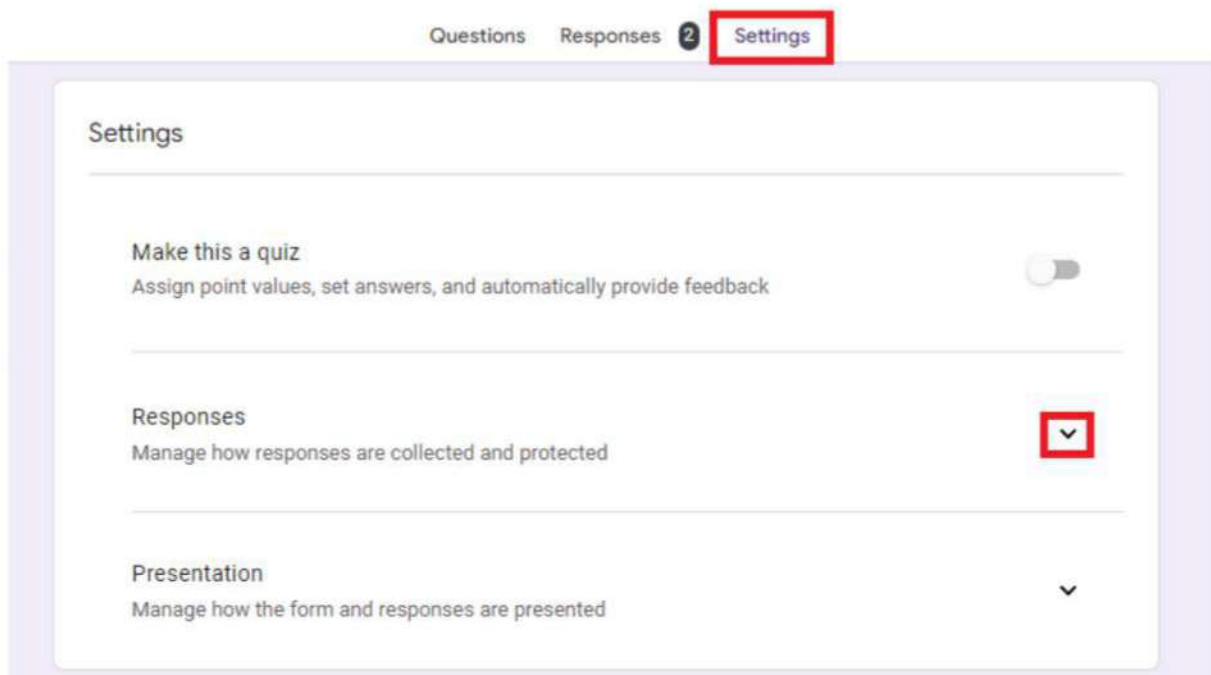 Questions Responses 2 Settings
Settings
Make this a quiz
Assign point values, set answers, and automatically provide feedback
Responses
Manage how responses are collected and protected
Presentation
Manage how the form and responses are presented